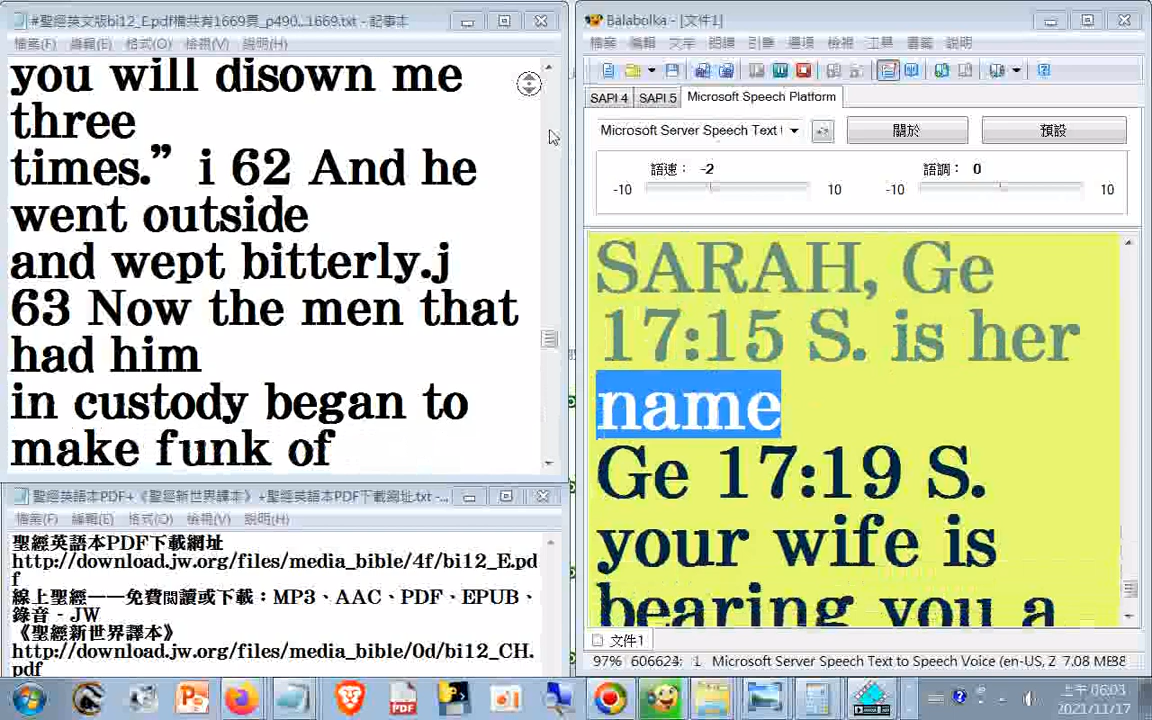 #聖經英文版bi12_E.pdf檔共有1669頁_p490...1669.txt - 記事本
檔案(F) 編輯(E) 格式(O) 檢視(V) 說明(H)
you will disown me
three
times.” i 62 And he
went outside
and wept bitterly.j
63 Now the men that
had him
in custody began to
make funk of
聖經英語本PDF+《聖經新世界譯本》+聖經英語本PDF下載網址.txt - ...
檔案(F) 編輯(E) 格式(O) 檢視(V) 說明(H)
聖經英語本PDF下載網址
http://download.jw.org/files/media_bible/4f/bi12_E.pd
f
線上聖經——免費閱讀或下載：MP3、AAC、PDF、EPUB、
錄音 - JW
《聖經新世界譯本》
http://download.jw.org/files/media_bible/0d/bi12_CH.
pdf
Balabolka - [文件1]
檔案 編輯 文字 朗讀 引擎 選項 檢視 工具 書籤 說明
SAPI 4 SAPI 5 Microsoft Speech Platform
Microsoft Server Speech Text 關於 預設
語速： -2 語調： 0
-10 10 -10 10
SARAH, Ge
17:15 S. is her
name
Ge 17:19 S.
your wife is
bearing you a
文件1
97% 606624: 1 Microsoft Server Speech Text to Speech Voice (en-US, Z 7.08 MB
上午 06:03
2021/11/17